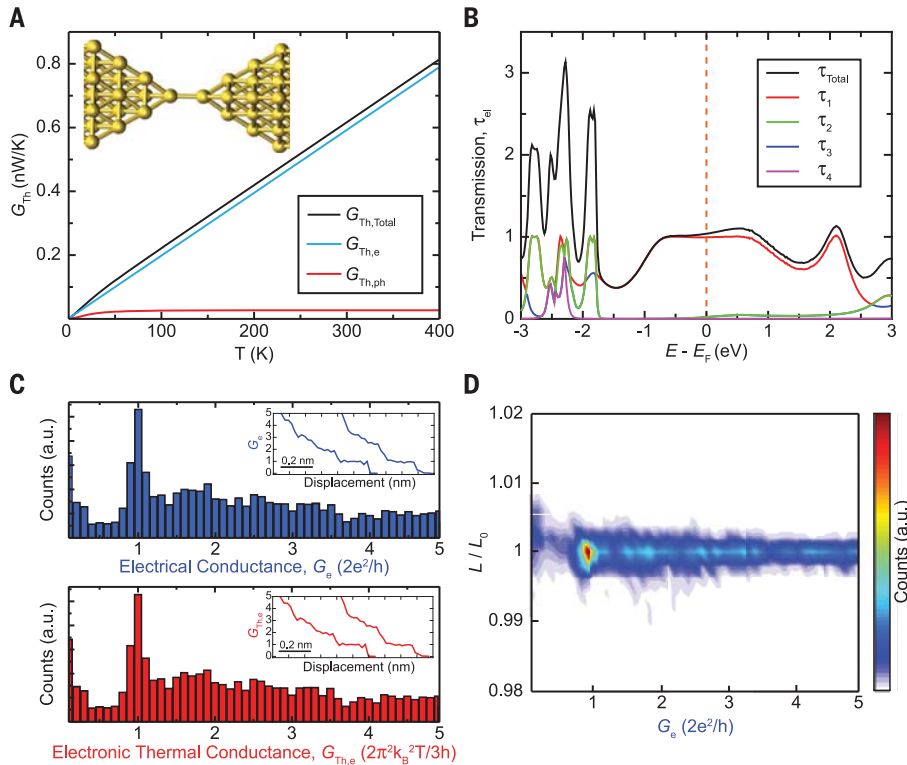 A
G_Th (nW/K)
0.8
0.6
0.4
0.2
0
0 100 200 300 400
T (K)
G_Th,Total
G_Th,e
G_Th,ph
B
Transmission, τ_el
3
2
1
0
-3 -2 -1 0 1 2 3
E - E_F (eV)
τ_Total
τ_1
τ_2
τ_3
τ_4
C
Counts (a.u.)
1 2 3 4 5
Electrical Conductance, G_e (2e²/h)
G_e
5
4
3
2
1
0
0.2 nm
Displacement (nm)
Counts (a.u.)
1 2 3 4 5
Electronic Thermal Conductance, G_Th,e (2π²k_B²T/3h)
G_Th,e
5
4
3
2
1
0
0.2 nm
Displacement (nm)
D
L / L_0
1.02
1.01
1
0.99
0.98
1 2 3 4 5
G_e (2e²/h)
Counts (a.u.)